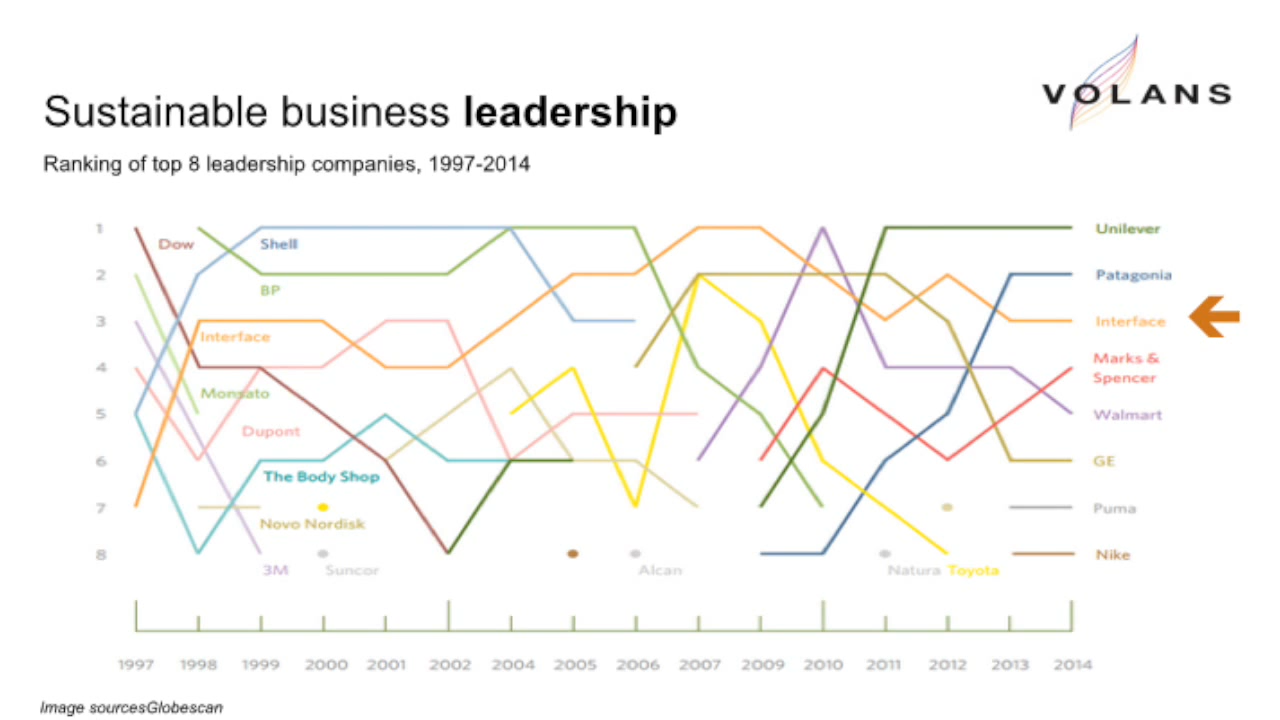 VOLANS
Sustainable business leadership
Ranking of top 8 leadership companies, 1997-2014
1
2
3
4
5
6
7
8
Dow
Shell
BP
Interface
Monsato
Dupont
The Body Shop
Novo Nordisk
3M
Suncor
Alcan
Natura
Toyota
Unilever
Patagonia
Interface
Marks &
Spencer
Walmart
GE
Puma
Nike
1997 1998 1999 2000 2001 2002 2004 2005 2006 2007 2009 2010 2011 2012 2013 2014
Image sourcesGlobescan